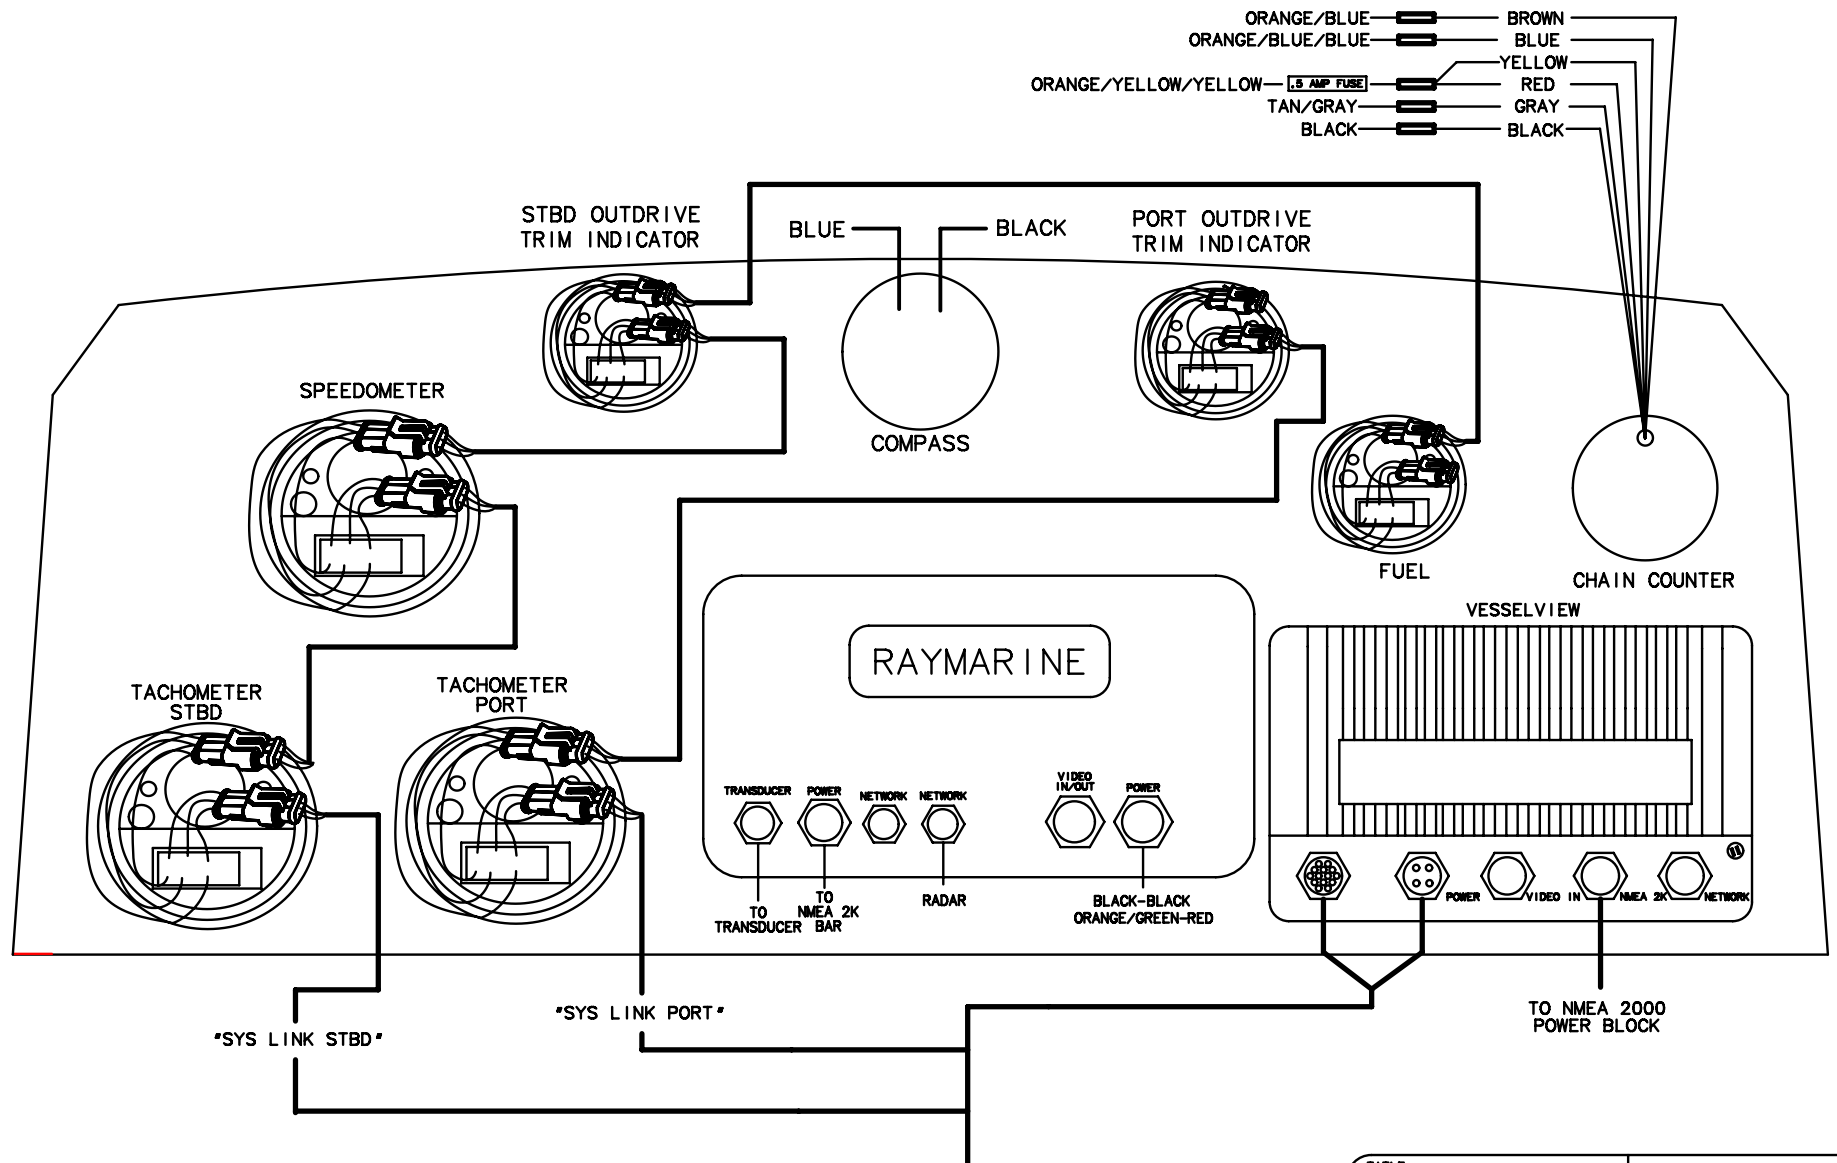 ORANGE/BLUE BROWN
ORANGE/BLUE/BLUE BLUE
YELLOW
ORANGE/YELLOW/YELLOW .5 AMP FUSE RED
TAN/GRAY GRAY
BLACK BLACK
STBD OUTDRIVE
TRIM INDICATOR
BLUE
BLACK
PORT OUTDRIVE
TRIM INDICATOR
SPEEDOMETER
COMPASS
FUEL
CHAIN COUNTER
VESSELVIEW
RAYMARINE
TACHOMETER
STBD
TACHOMETER
PORT
TRANSDUCER
POWER
NETWORK
NETWORK
VIDEO
IN/OUT
POWER
TO
TRANSDUCER
TO
NMEA 2K
BAR
RADAR
BLACK-BLACK
ORANGE/GREEN-RED
POWER
VIDEO IN
NMEA 2K
NETWORK
"SYS LINK STBD"
"SYS LINK PORT"
TO NMEA 2000
POWER BLOCK